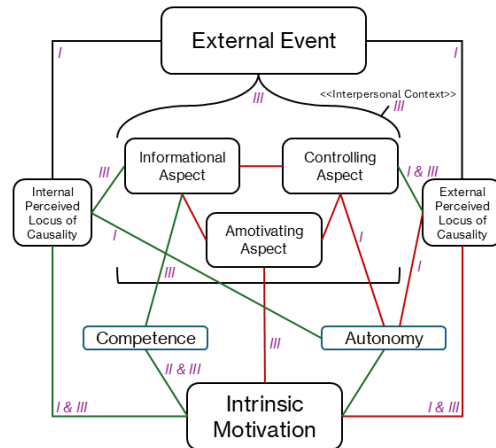 External Event
I
I
III
<<Interpersonal Context>>
III
Informational
Aspect
Controlling
Aspect
III
I & III
Internal
Perceived
Locus of
Causality
External
Perceived
Locus of
Causality
Amotivating
Aspect
I
I
I
III
Competence
Autonomy
III
II & III
I & III
I & III
Intrinsic
Motivation